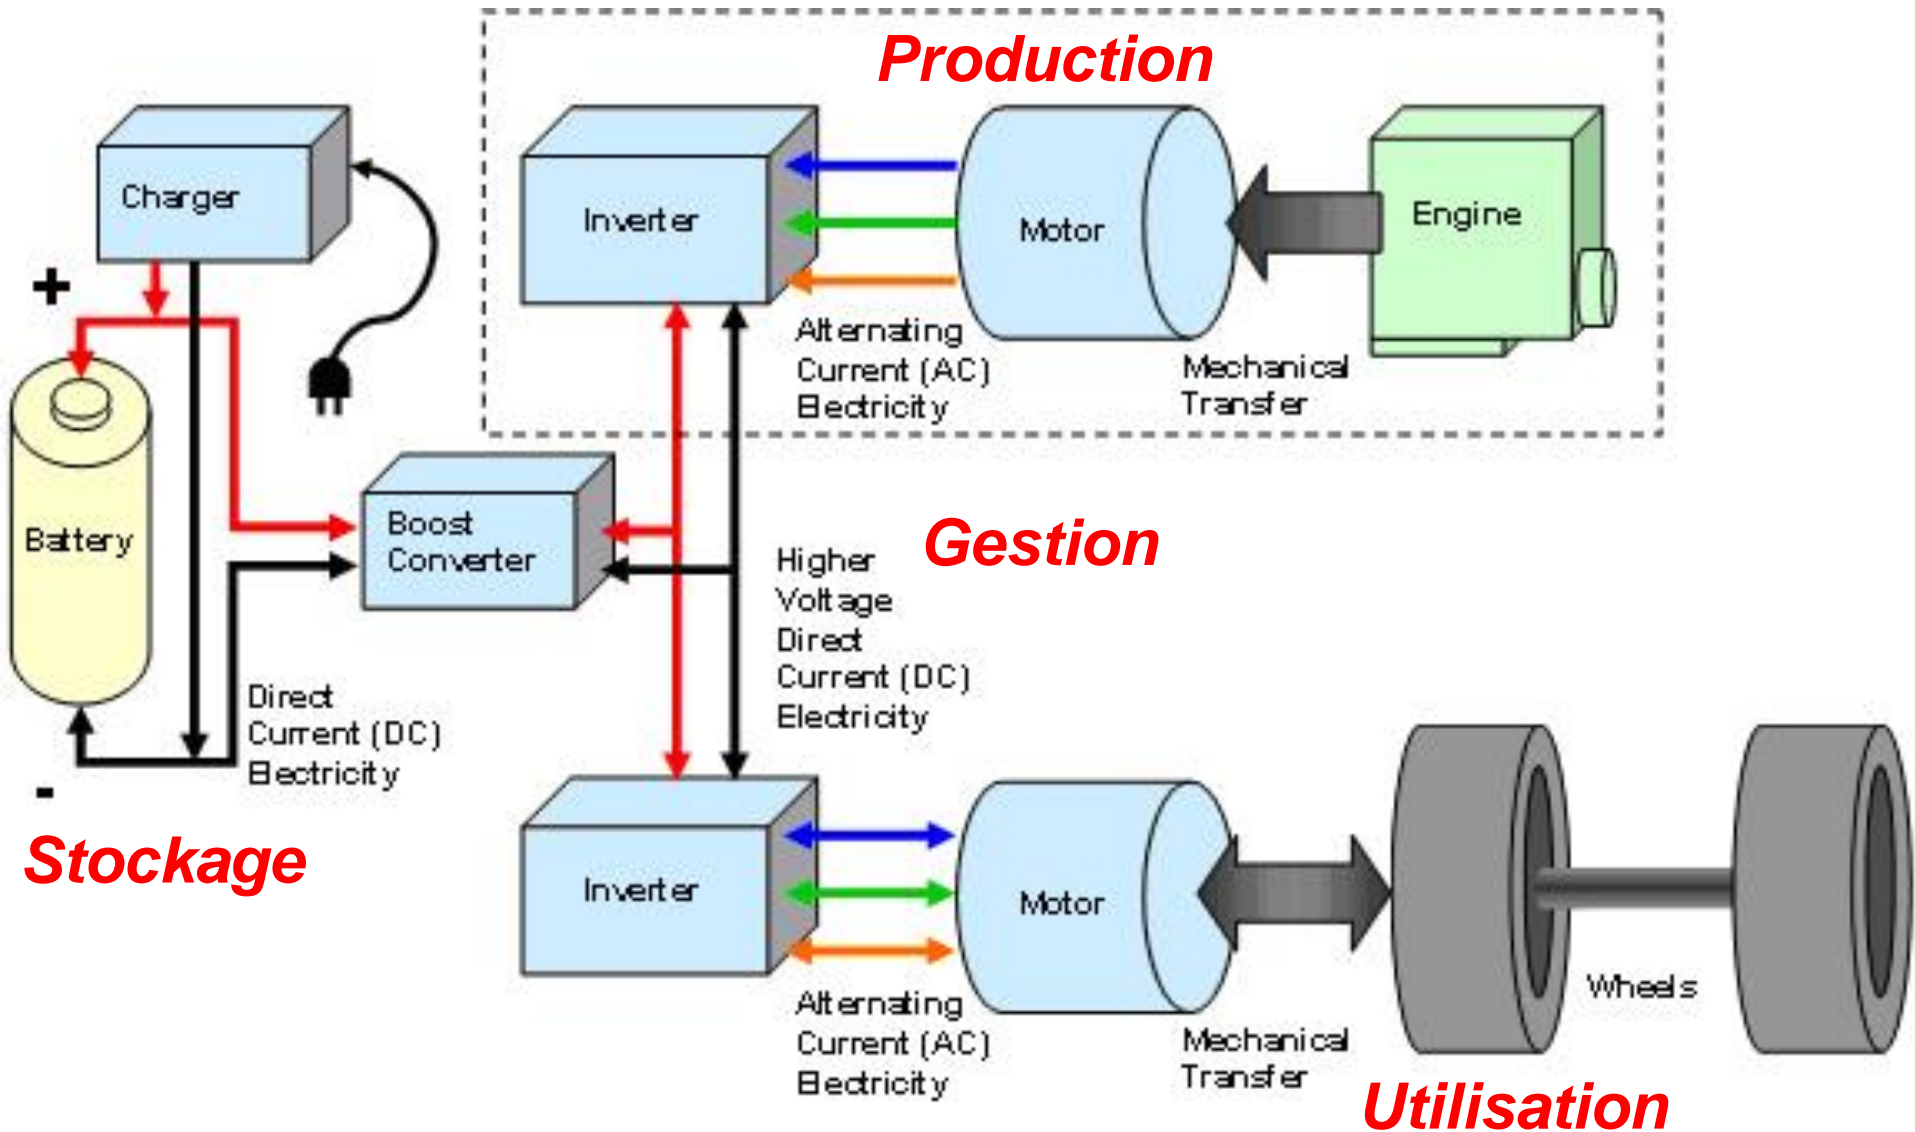 Production
Charger
Inverter
Motor
Engine
+
Alternating
Current (AC)
Electricity
Mechanical
Transfer
Battery
Boost
Converter
Gestion
Higher
Voltage
Direct
Current (DC)
Electricity
Direct
Current (DC)
Electricity
-
Stockage
Inverter
Motor
Wheels
Alternating
Current (AC)
Electricity
Mechanical
Transfer
Utilisation